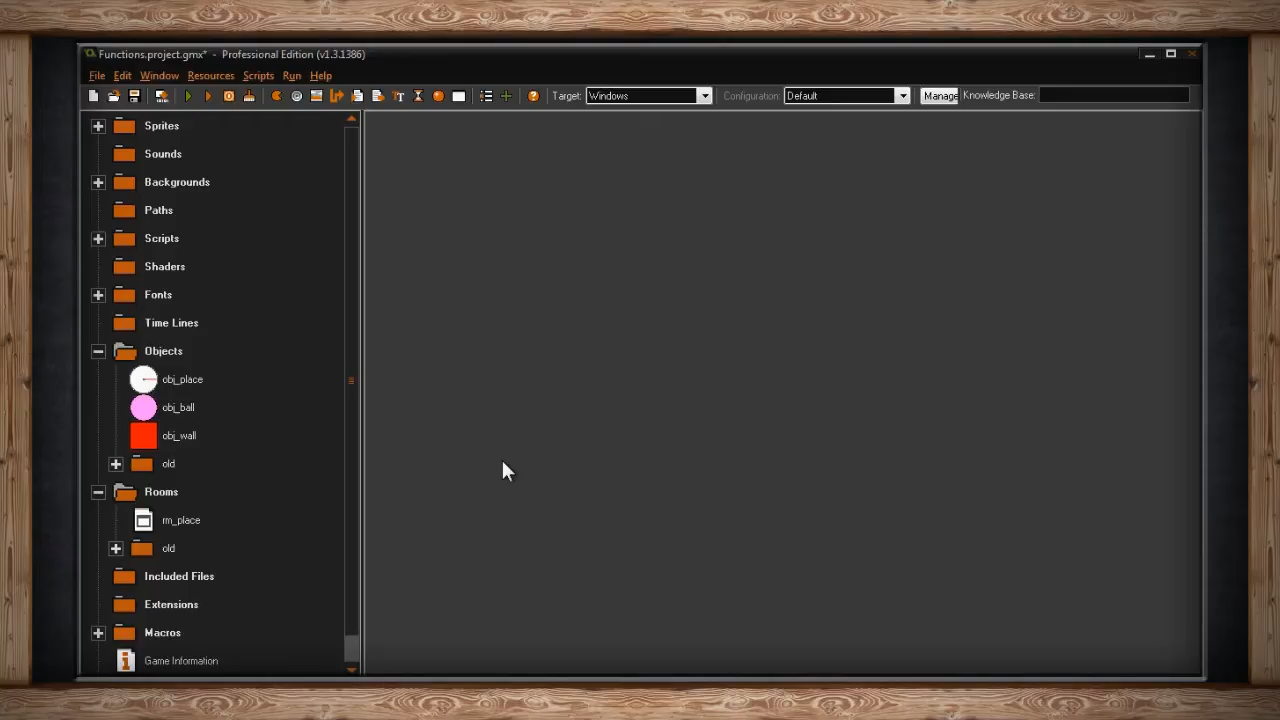 Functions.project.gmx* - Professional Edition (v1.3.1386)
File Edit Window Resources Scripts Run Help
Target: Windows Configuration: Default Manage Knowledge Base:
Sprites
Sounds
Backgrounds
Paths
Scripts
Shaders
Fonts
Time Lines
Objects
obj_place
obj_ball
obj_wall
old
Rooms
rm_place
old
Included Files
Extensions
Macros
Game Information